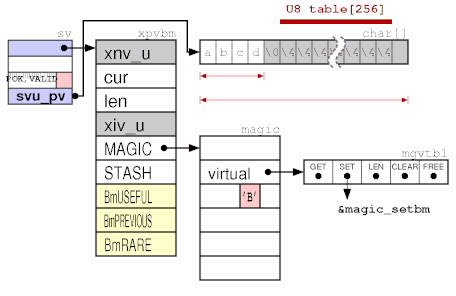 U8 table[256]
sv
xpvbm
char[]
xnv_u
a b c d \0 \4 \4 \4 \4 \4 \4 \4
cur
POK,VALID
svu_pv
len
xiv_u
magic
MAGIC
mgvtbl
STASH
virtual
GET SET LEN CLEAR FREE
BmUSEFUL
'B'
BmPREVIOUS
&magic_setbm
BmRARE